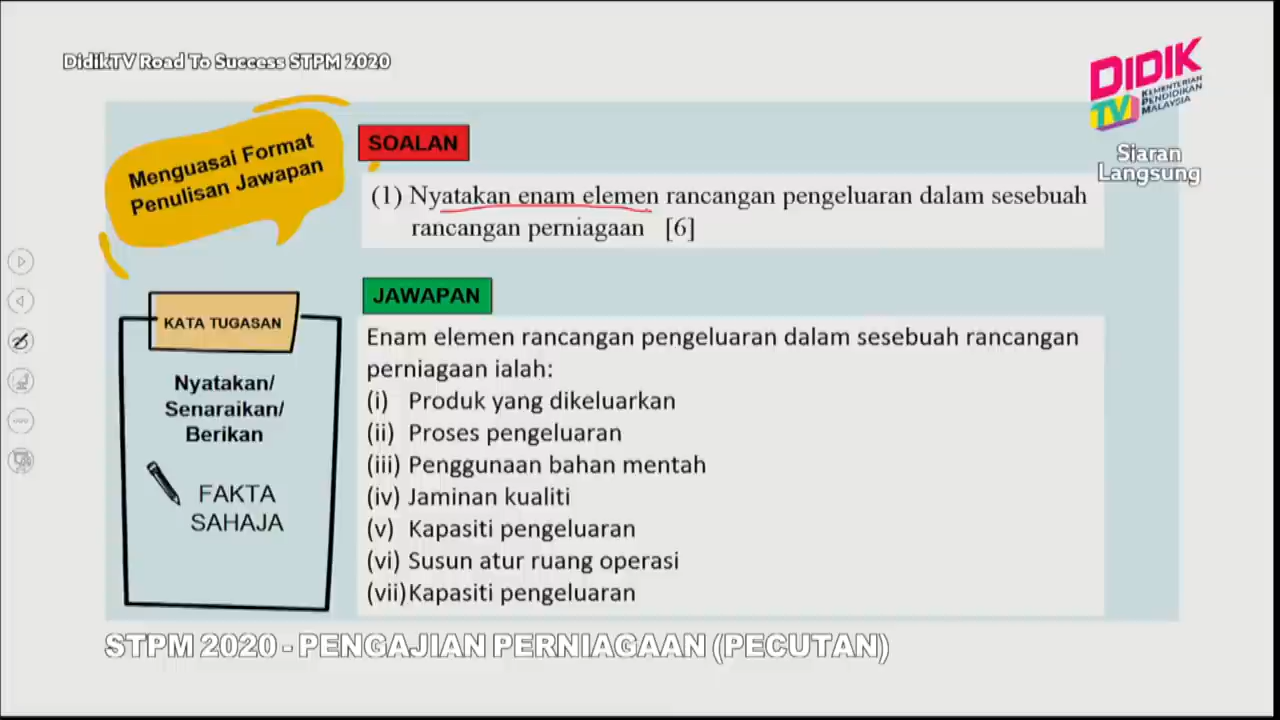 DidikTV Road To Success STPM 2020
DIDIK
TV
KEMENTERIAN
PENDIDIKAN
MALAYSIA
Siaran
Langsung
Menguasai Format
Penulisan Jawapan
SOALAN
(1) Nyatakan enam elemen rancangan pengeluaran dalam sesebuah
rancangan perniagaan [6]
KATA TUGASAN
Nyatakan/
Senaraikan/
Berikan
FAKTA
SAHAJA
JAWAPAN
Enam elemen rancangan pengeluaran dalam sesebuah rancangan
perniagaan ialah:
(i) Produk yang dikeluarkan
(ii) Proses pengeluaran
(iii) Penggunaan bahan mentah
(iv) Jaminan kualiti
(v) Kapasiti pengeluaran
(vi) Susun atur ruang operasi
(vii)Kapasiti pengeluaran
STPM 2020 - PENGAJIAN PERNIAGAAN (PECUTAN)